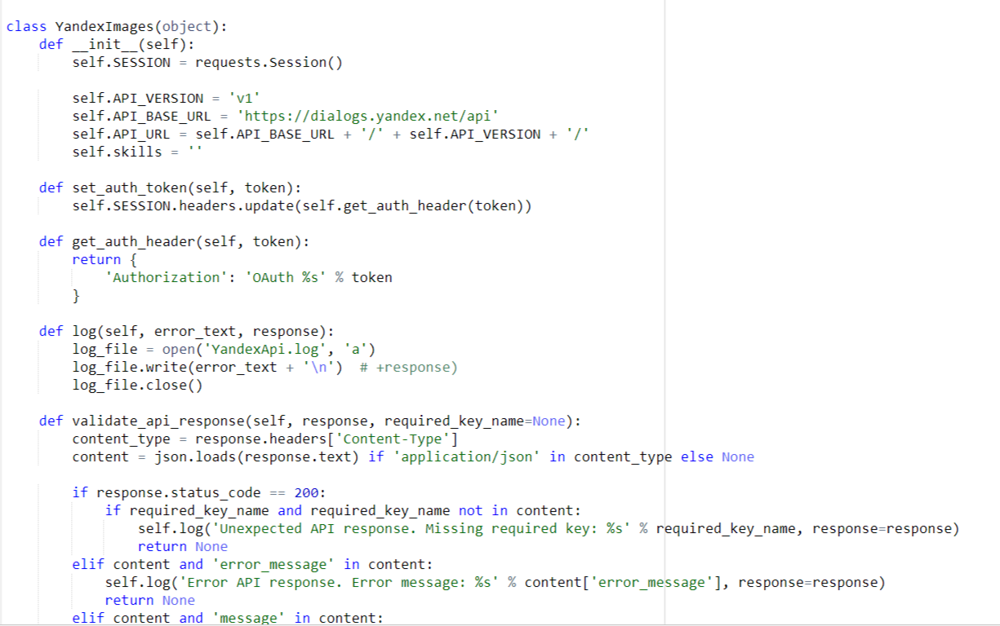 class YandexImages(object):
    def __init__(self):
        self.SESSION = requests.Session()

        self.API_VERSION = 'v1'
        self.API_BASE_URL = 'https://dialogs.yandex.net/api'
        self.API_URL = self.API_BASE_URL + '/' + self.API_VERSION + '/'
        self.skills = ''

    def set_auth_token(self, token):
        self.SESSION.headers.update(self.get_auth_header(token))

    def get_auth_header(self, token):
        return {
            'Authorization': 'OAuth %s' % token
        }

    def log(self, error_text, response):
        log_file = open('YandexApi.log', 'a')
        log_file.write(error_text + '\n')  # +response)
        log_file.close()

    def validate_api_response(self, response, required_key_name=None):
        content_type = response.headers['Content-Type']
        content = json.loads(response.text) if 'application/json' in content_type else None

        if response.status_code == 200:
            if required_key_name and required_key_name not in content:
                self.log('Unexpected API response. Missing required key: %s' % required_key_name, response=response)
                return None
        elif content and 'error_message' in content:
            self.log('Error API response. Error message: %s' % content['error_message'], response=response)
            return None
        elif content and 'message' in content: